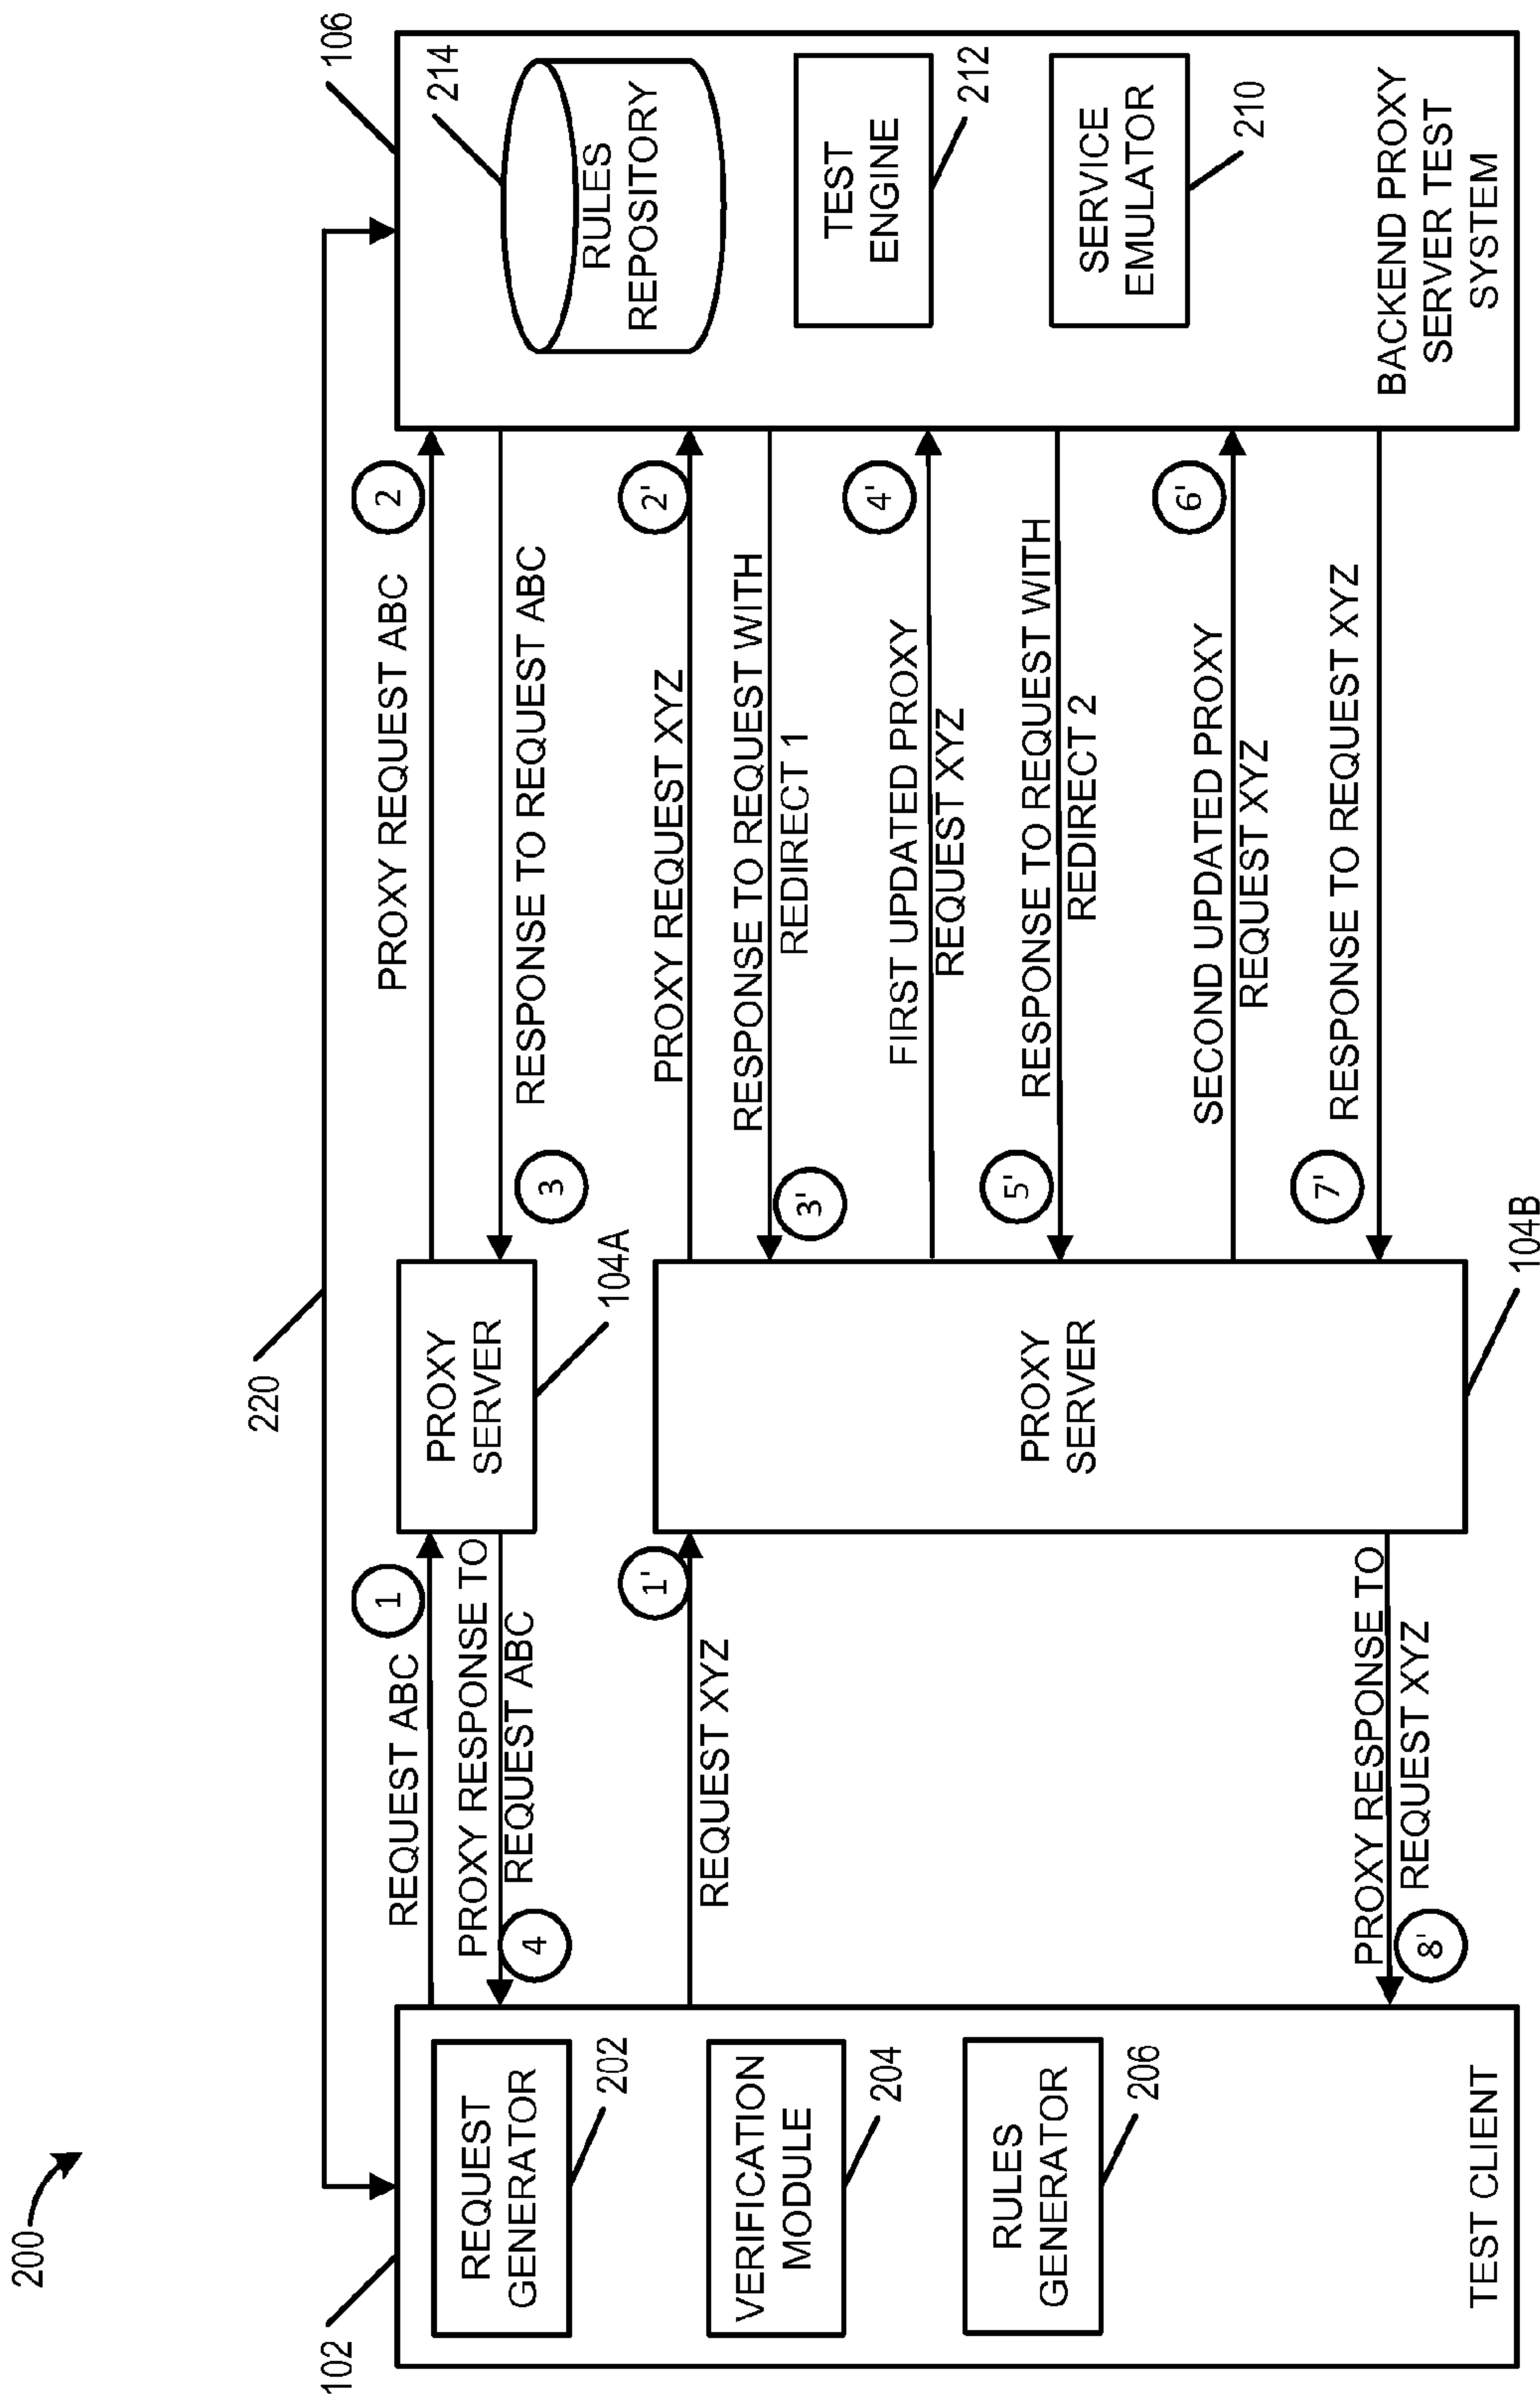 200
102
220
106
REQUEST
GENERATOR
202
VERIFICATION
MODULE
204
RULES
GENERATOR
206
TEST CLIENT
REQUEST ABC
1
PROXY RESPONSE TO
REQUEST ABC
4
REQUEST XYZ
1'
PROXY RESPONSE TO
REQUEST XYZ
8'
PROXY
SERVER
104A
PROXY
SERVER
104B
PROXY REQUEST ABC
2
RESPONSE TO REQUEST ABC
3
PROXY REQUEST XYZ
2'
RESPONSE TO REQUEST WITH
REDIRECT 1
3'
FIRST UPDATED PROXY
REQUEST XYZ
4'
RESPONSE TO REQUEST WITH
REDIRECT 2
5'
SECOND UPDATED PROXY
REQUEST XYZ
6'
RESPONSE TO REQUEST XYZ
7'
RULES
REPOSITORY
214
TEST
ENGINE
212
SERVICE
EMULATOR
210
BACKEND PROXY
SERVER TEST
SYSTEM